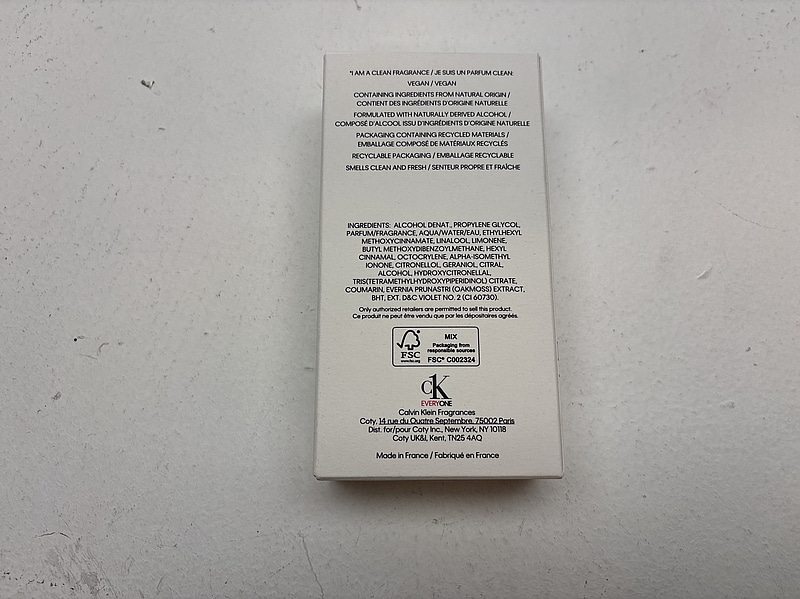 *I AM A CLEAN FRAGRANCE / JE SUIS UN PARFUM CLEAN:
VEGAN / VEGAN
CONTAINING INGREDIENTS FROM NATURAL ORIGIN /
CONTIENT DES INGRÉDIENTS D'ORIGINE NATURELLE
FORMULATED WITH NATURALLY DERIVED ALCOHOL /
COMPOSÉ D'ALCOOL ISSU D'INGRÉDIENTS D'ORIGINE NATURELLE
PACKAGING CONTAINING RECYCLED MATERIALS /
EMBALLAGE COMPOSÉ DE MATÉRIAUX RECYCLÉS
RECYCLABLE PACKAGING / EMBALLAGE RECYCLABLE
SMELLS CLEAN AND FRESH / SENTEUR PROPRE ET FRAÎCHE
INGREDIENTS: ALCOHOL DENAT., PROPYLENE GLYCOL,
PARFUM/FRAGRANCE, AQUA/WATER/EAU, ETHYLHEXYL
METHOXYCINNAMATE, LINALOOL, LIMONENE,
BUTYL METHOXYDIBENZOYLMETHANE, HEXYL
CINNAMAL, OCTOCRYLENE, ALPHA-ISOMETHYL
IONONE, CITRONELLOL, GERANIOL, CITRAL,
ALCOHOL, HYDROXYCITRONELLAL,
TRIS(TETRAMETHYLHYDROXYPIPERIDINOL) CITRATE,
COUMARIN, EVERNIA PRUNASTRI (OAKMOSS) EXTRACT,
BHT, EXT. D&C VIOLET NO. 2 (CI 60730).
Only authorized retailers are permitted to sell this product.
Ce produit ne peut être vendu que par les dépositaires agréés.
FSC
www.fsc.org
MIX
Packaging from
responsible sources
FSC® C002324
cK
EVERYONE
Calvin Klein Fragrances
Coty, 14 rue du Quatre Septembre, 75002 Paris
Dist. for/pour Coty Inc., New York, NY 10118
Coty UK&I, Kent, TN25 4AQ
Made in France / Fabriqué en France